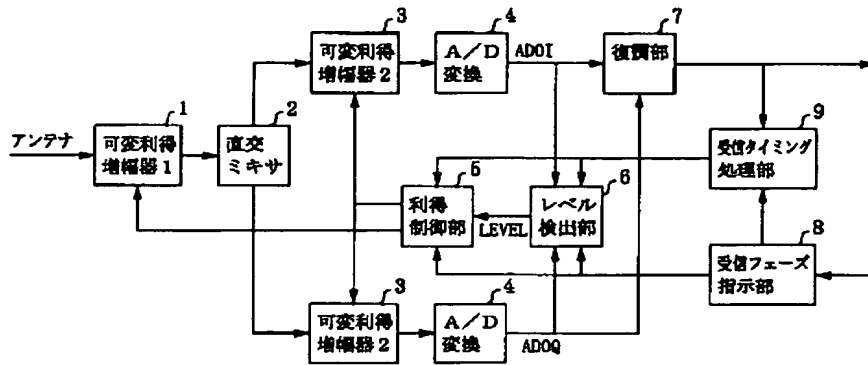 3
4
7
可変利得
増幅器2
A/D
変換
ADOI
復調部
1
2
9
アンテナ
可変利得
増幅器1
直交
ミキサ
受信タイミング
処理部
5
6
利得
制御部
LEVEL
レベル
検出部
8
受信フェーズ
指示部
3
4
可変利得
増幅器2
A/D
変換
ADOQ